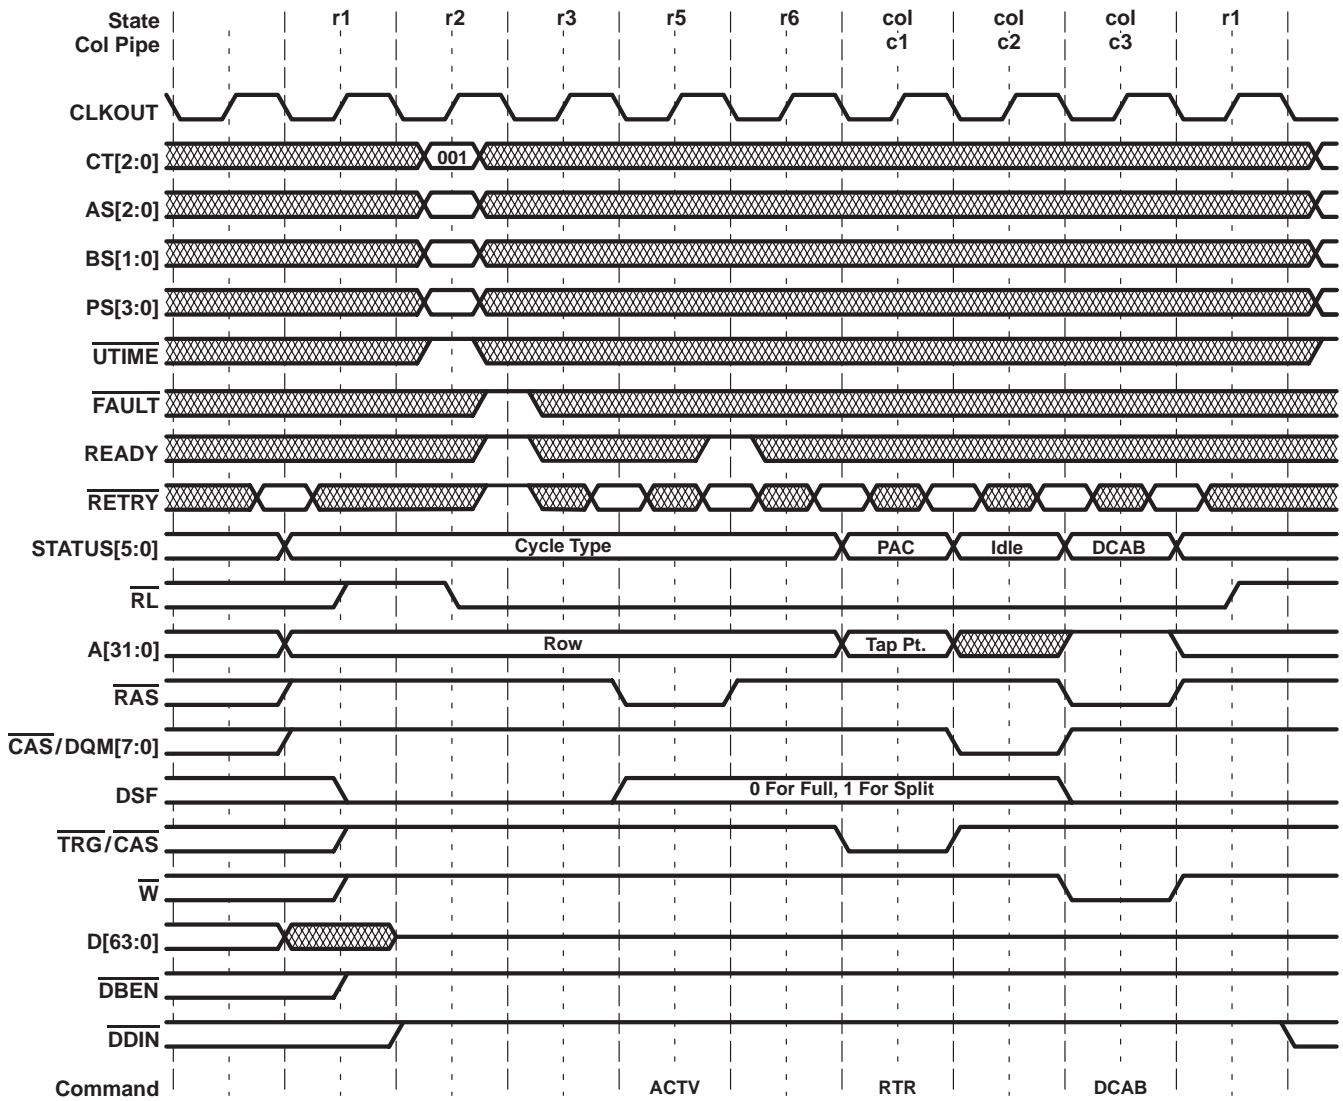 State r1 r2 r3 r5 r6 col col col r1
Col Pipe c1 c2 c3
CLKOUT
CT[2:0] 001
AS[2:0]
BS[1:0]
PS[3:0]
UTIME
FAULT
READY
RETRY
STATUS[5:0] Cycle Type PAC Idle DCAB
RL
A[31:0] Row Tap Pt.
RAS
CAS/DQM[7:0]
DSF 0 For Full, 1 For Split
TRG/CAS
W
D[63:0]
DBEN
DDIN
Command ACTV RTR DCAB